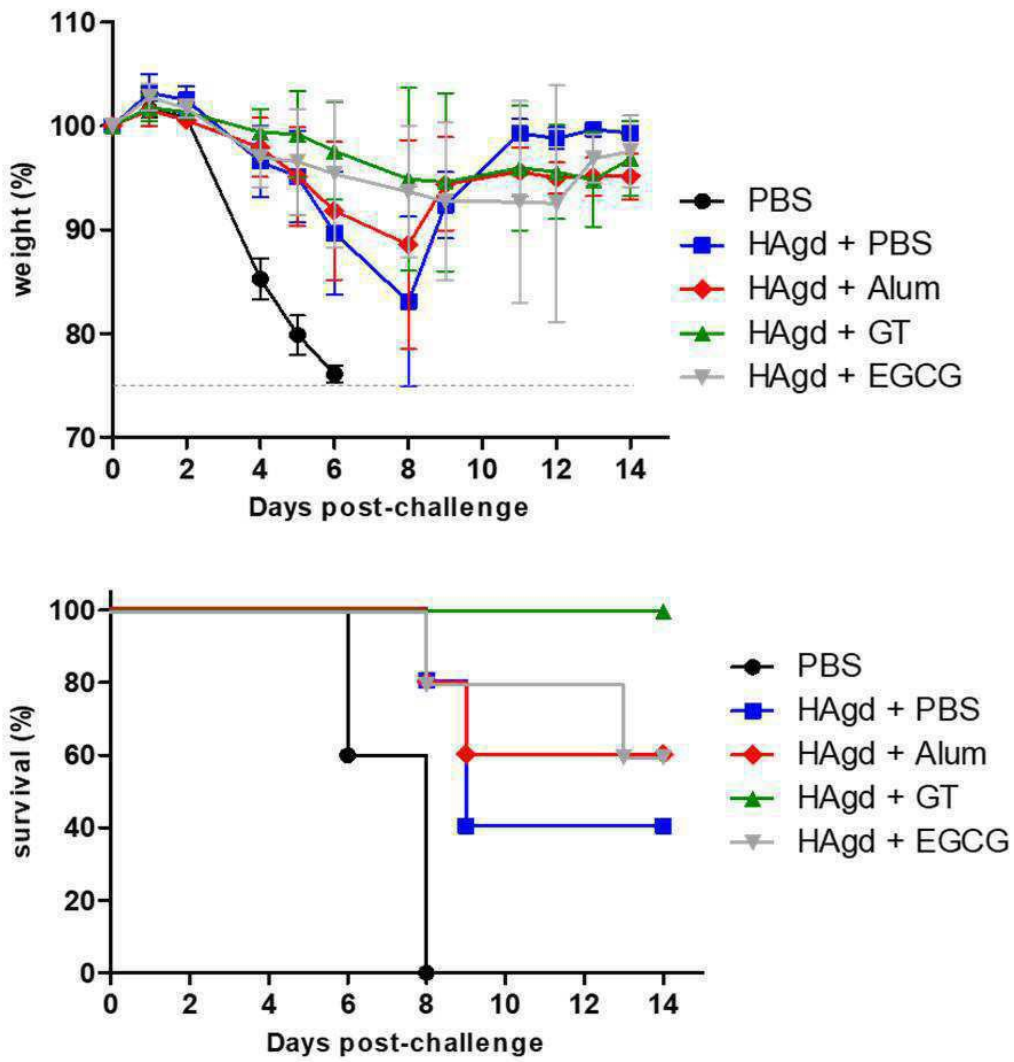 110
100
90
80
70
weight (%)
0 2 4 6 8 10 12 14
Days post-challenge
PBS
HAgd + PBS
HAgd + Alum
HAgd + GT
HAgd + EGCG
100
80
60
40
20
0
survival (%)
0 2 4 6 8 10 12 14
Days post-challenge
PBS
HAgd + PBS
HAgd + Alum
HAgd + GT
HAgd + EGCG